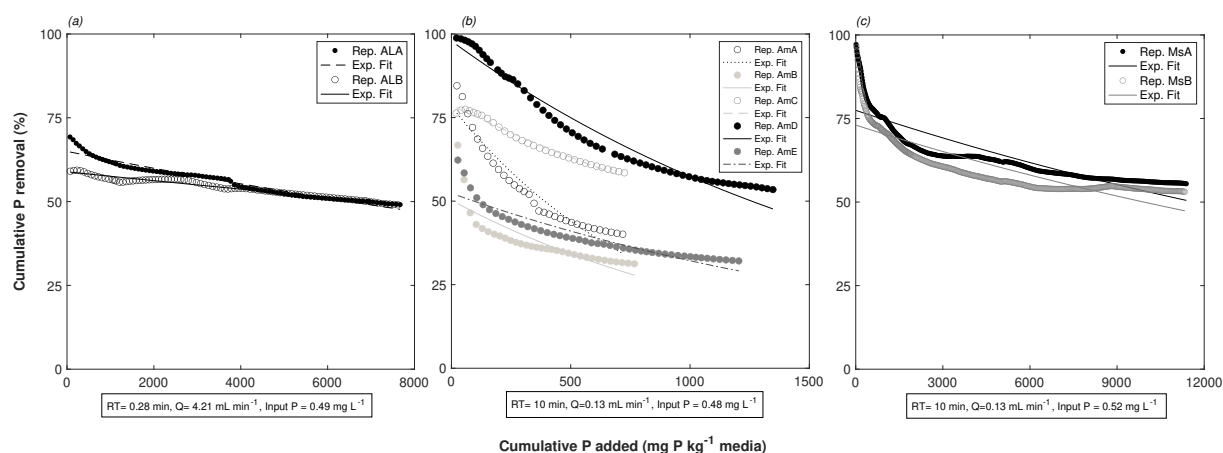 (a)
(b)
(c)
Cumulative P removal (%)
100
75
50
25
0
0
2000
4000
6000
8000
Rep. ALA
Exp. Fit
Rep. ALB
Exp. Fit
RT= 0.28 min, Q= 4.21 mL min⁻¹, Input P = 0.49 mg L⁻¹
100
75
50
25
0
0
500
1000
1500
Rep. AmA
Exp. Fit
Rep. AmB
Exp. Fit
Rep. AmC
Exp. Fit
Rep. AmD
Exp. Fit
Rep. AmE
Exp. Fit
RT= 10 min, Q=0.13 mL min⁻¹, Input P = 0.48 mg L⁻¹
100
75
50
25
0
0
3000
6000
9000
12000
Rep. MsA
Exp. Fit
Rep. MsB
Exp. Fit
RT= 10 min, Q=0.13 mL min⁻¹, Input P = 0.52 mg L⁻¹
Cumulative P added (mg P kg⁻¹ media)